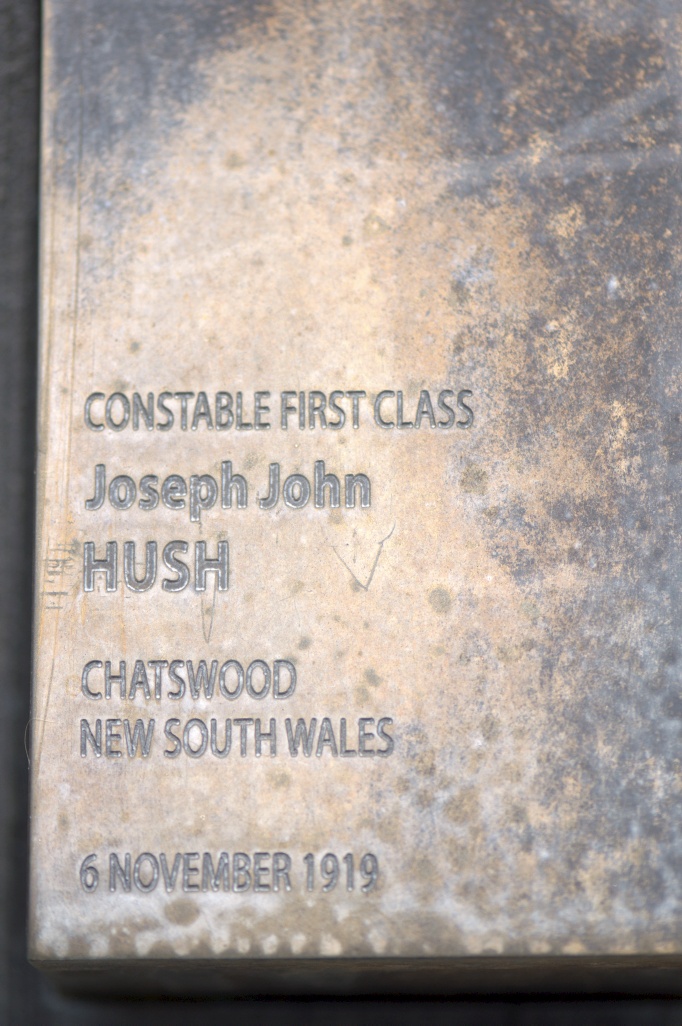 CONSTABLE FIRST CLASS
Joseph John
HUSH
CHATSWOOD
NEW SOUTH WALES
6 NOVEMBER 1919